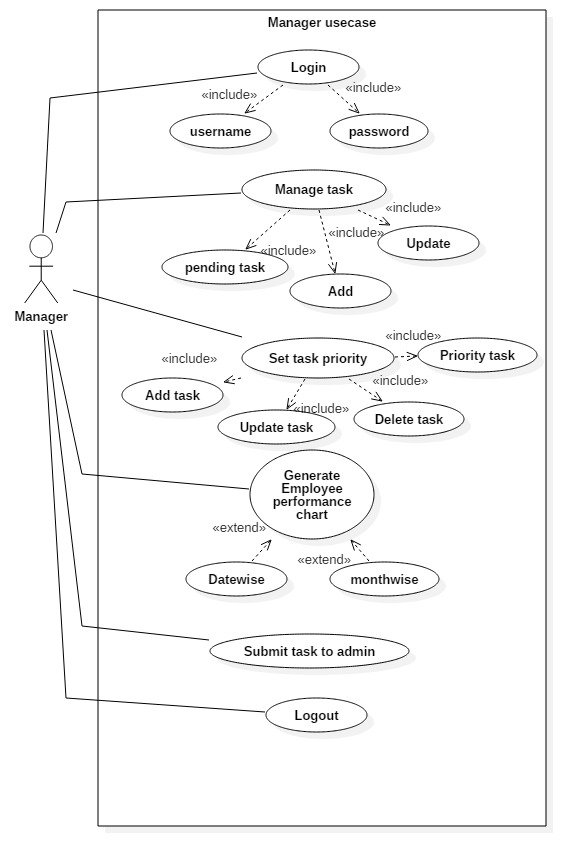 Manager usecase
Login
«include»
«include»
username
password
Manage task
«include»
«include»
Update
«include»
pending task
Add
Manager
«include»
Set task priority
Priority task
«include»
«include»
Add task
«include»
Update task
Delete task
Generate
Employee
performance
chart
«extend»
«extend»
Datewise
monthwise
Submit task to admin
Logout